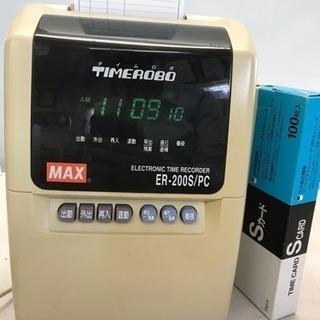 タイムロボ
TIMEROBO
AM 11 09 10
出勤 外出 再入 退勤
MAX
ELECTRONIC TIME RECORDER
ER-200S/PC
出勤 外出 再入 退勤
100枚入
Sカード
TIME CARD S CARD